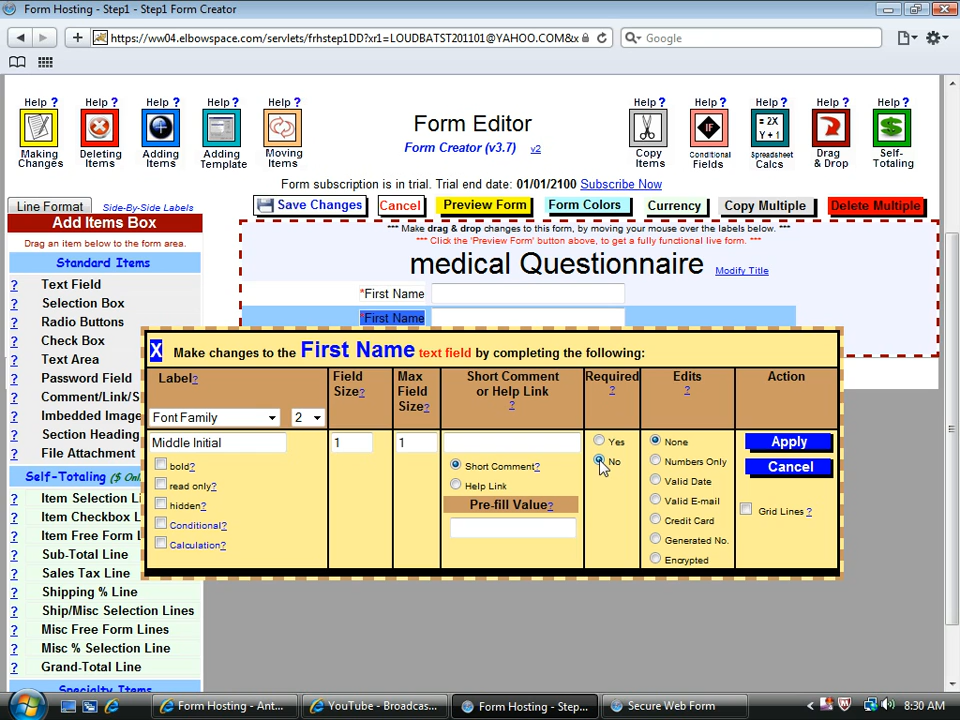 Form Hosting - Step1 - Step1 Form Creator
https://ww04.elbowspace.com/servlets/frhstep1DD?xr1=LOUDBATST201101@YAHOO.COM&x
Google
Help ? Help ? Help ? Help ? Help ?
Making Changes
Deleting Items
Adding Items
Adding Template
Moving Items
Form Editor
Form Creator (v3.7) v2
Help ? Help ? Help ? Help ? Help ?
IF
= 2X
Y + 1
$
Copy Items
Conditional Fields
Spreadsheet Calcs
Drag & Drop
Self-Totaling
Form subscription is in trial. Trial end date: 01/01/2100 Subscribe Now
Line Format Side-By-Side Labels
Save Changes Cancel Preview Form Form Colors Currency Copy Multiple Delete Multiple
Add Items Box
Drag an item below to the form area.
Standard Items
? Text Field
? Selection Box
? Radio Buttons
? Check Box
? Text Area
? Password Field
? Comment/Link/S
? Imbedded Image
? Section Heading
? File Attachment
Self-Totaling ($ On
? Item Selection L
? Item Checkbox L
? Item Free Form L
? Sub-Total Line
? Sales Tax Line
? Shipping % Line
? Ship/Misc Selection Lines
? Misc Free Form Lines
? Misc % Selection Line
? Grand-Total Line
Specialty Items
*** Make drag & drop changes to this form, by moving your mouse over the labels below. ***
*** Click the 'Preview Form' button above, to get a fully functional live form. ***
medical Questionnaire Modify Title
*First Name
*First Name
X Make changes to the First Name text field by completing the following:
Label?
Font Family 2
Field Size?
Max Field Size?
Short Comment or Help Link ?
Required ?
Edits ?
Action
Middle Initial
bold?
read only?
hidden?
Conditional?
Calculation?
1
1
Short Comment?
Help Link
Pre-fill Value?
Yes
No
None
Numbers Only
Valid Date
Valid E-mail
Credit Card
Generated No.
Encrypted
Apply
Cancel
Grid Lines ?
Form Hosting - Ant...
YouTube - Broadcas...
Form Hosting - Step...
Secure Web Form
8:30 AM